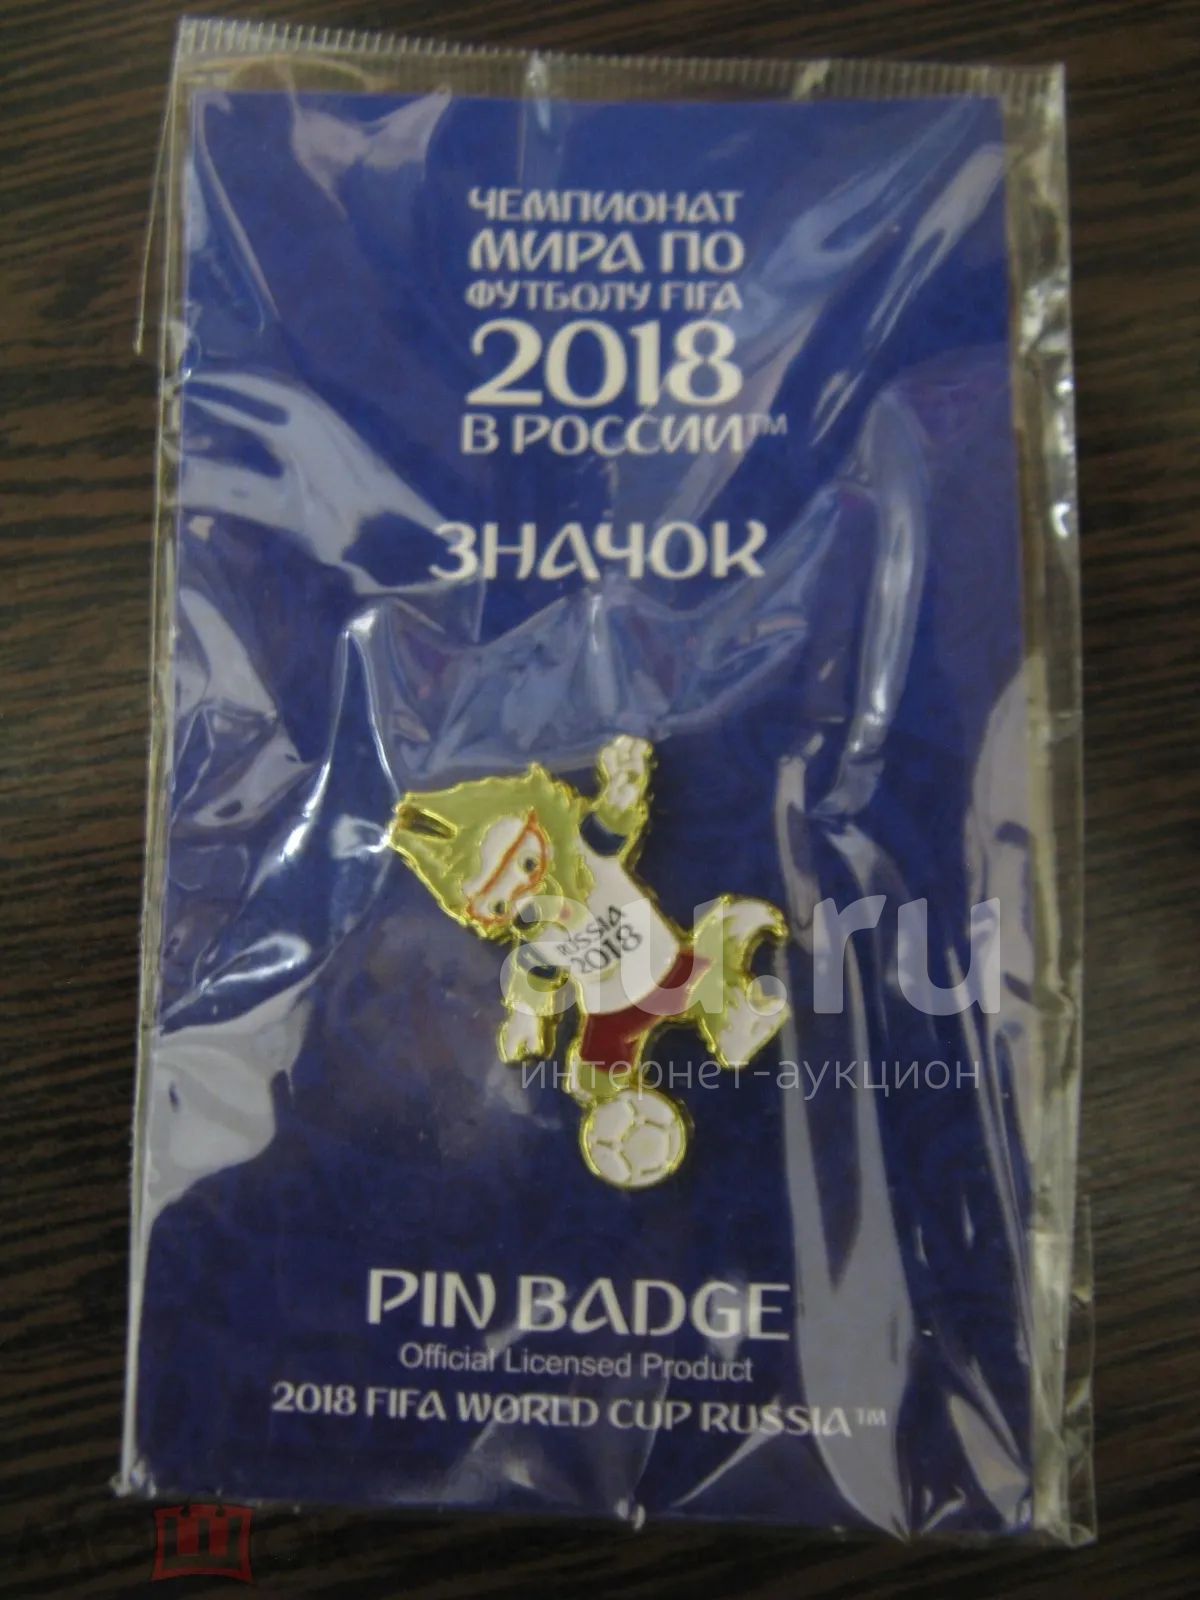 ЧЕМПИОНАТ
МИРА ПО
ФУТБОЛУ FIFA
2018
В РОССИИ™
ЗНАЧОК
RUSSIA
2018
au.ru
интернет-аукцион
PIN BADGE
Official Licensed Product
2018 FIFA WORLD CUP RUSSIA™